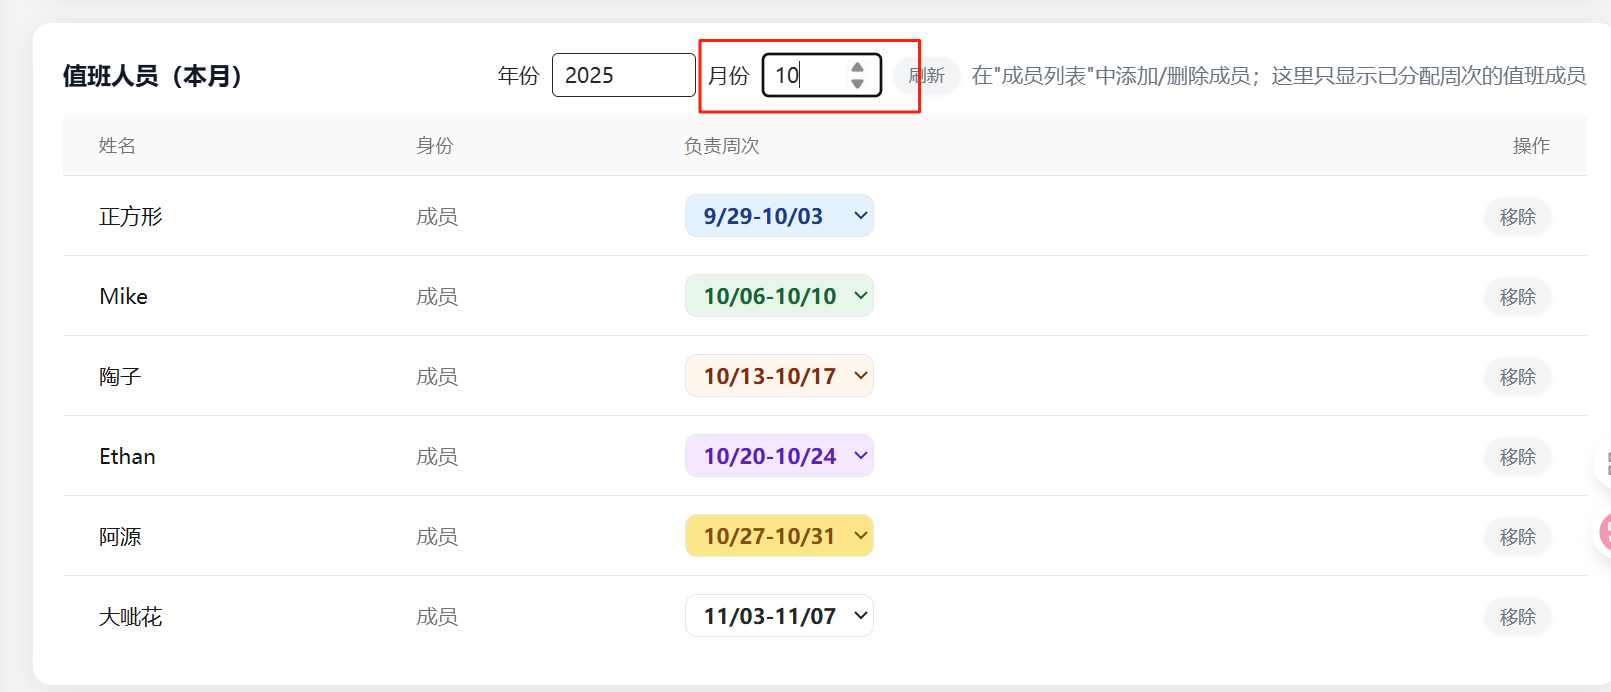 值班人员（本月） 年份 2025 月份 10 刷新 在"成员列表"中添加/删除成员；这里只显示已分配周次的值班成员
姓名 身份 负责周次 操作
正方形 成员 9/29-10/03 移除
Mike 成员 10/06-10/10 移除
陶子 成员 10/13-10/17 移除
Ethan 成员 10/20-10/24 移除
阿源 成员 10/27-10/31 移除
大呲花 成员 11/03-11/07 移除